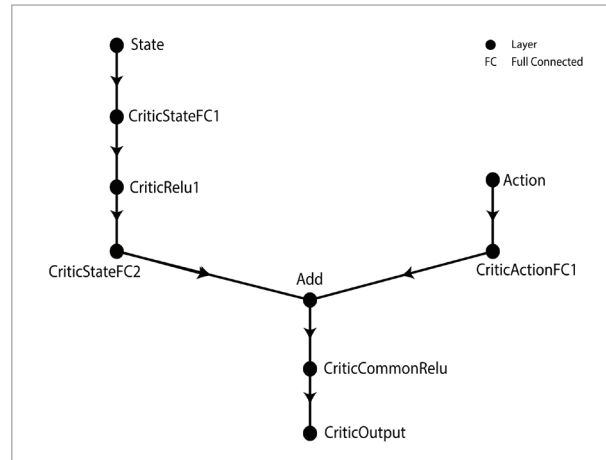 State
Layer
FC Full Connected
CriticStateFC1
CriticRelu1
Action
CriticStateFC2
CriticActionFC1
Add
CriticCommonRelu
CriticOutput